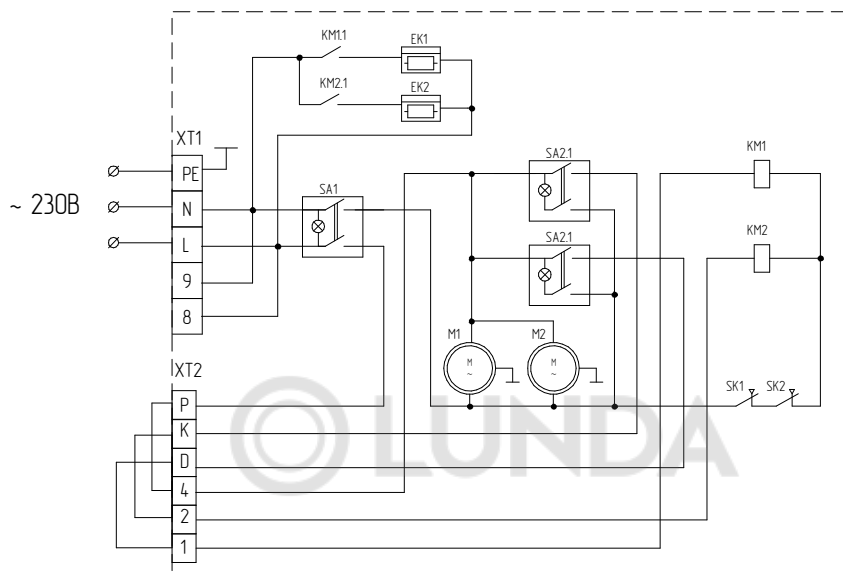 KM1.1
EK1
KM2.1
EK2
XT1
PE
N
L
9
8
~ 230В
SA1
SA2.1
SA2.1
KM1
KM2
M1
M2
M
~
M
~
SK1
SK2
XT2
P
K
D
4
2
1
LUNDA